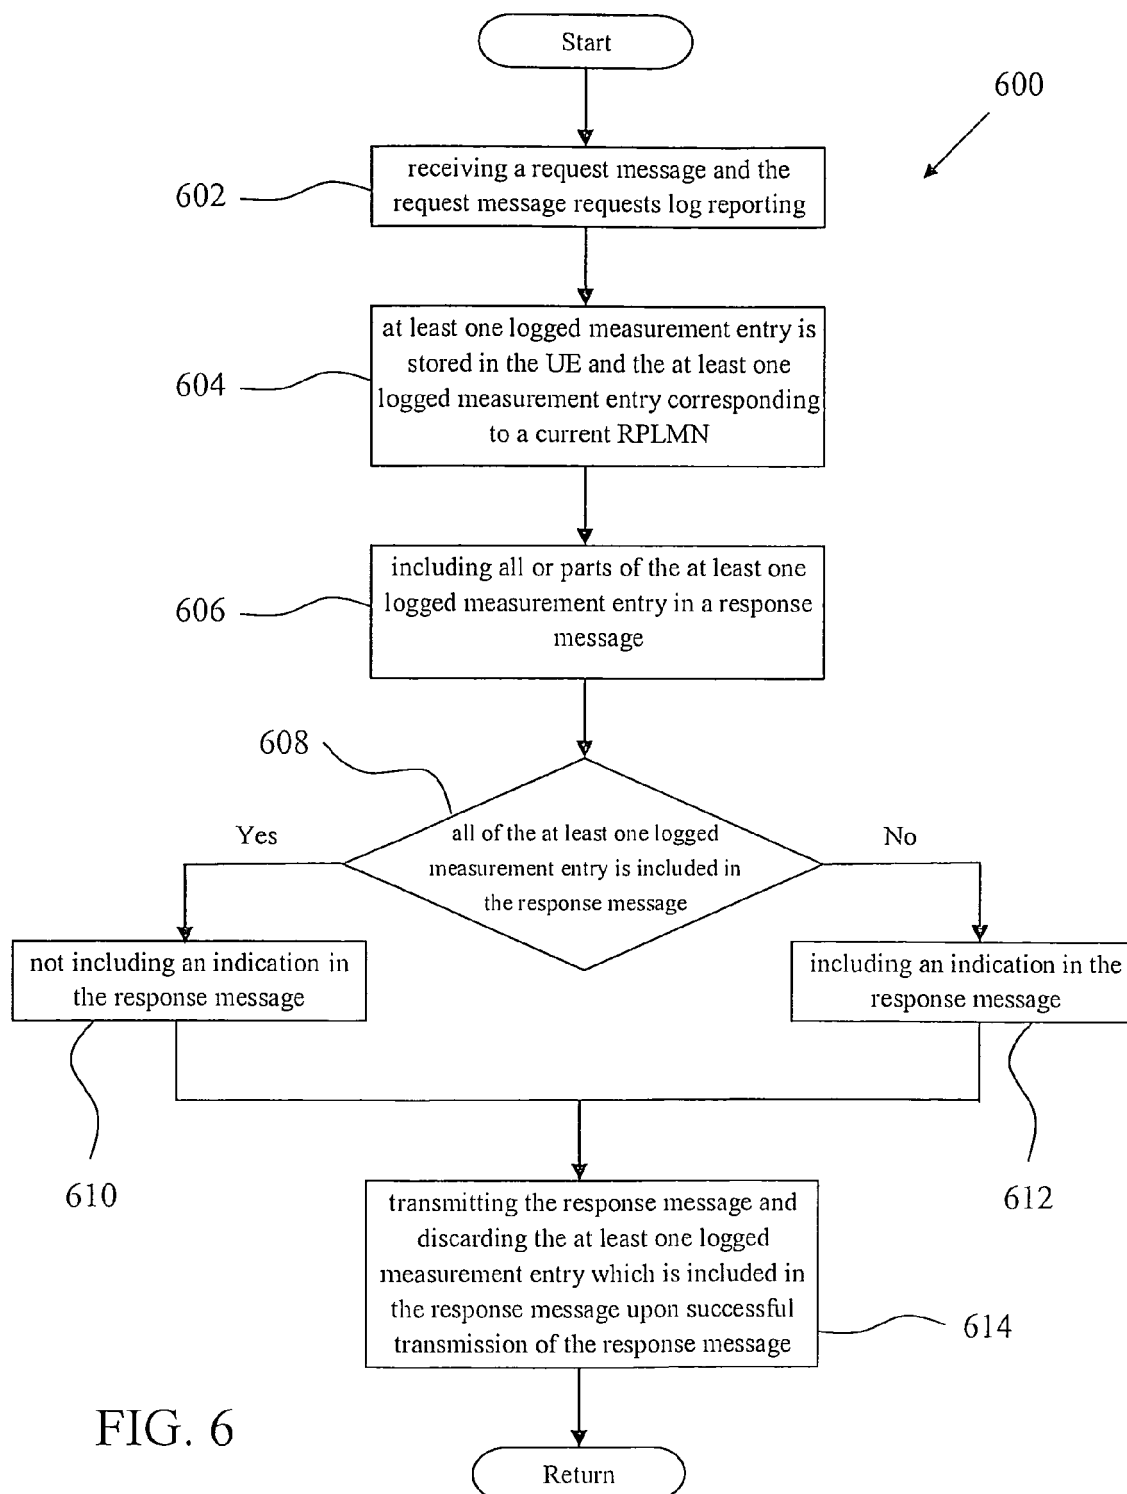 Start
600
receiving a request message and the
request message requests log reporting
602
at least one logged measurement entry is
stored in the UE and the at least one
logged measurement entry corresponding
to a current RPLMN
604
including all or parts of the at least one
logged measurement entry in a response
message
606
608
all of the at least one logged
measurement entry is included in
the response message
Yes
No
not including an indication in
the response message
including an indication in the
response message
610
612
transmitting the response message and
discarding the at least one logged
measurement entry which is included in
the response message upon successful
transmission of the response message
614
FIG. 6
Return